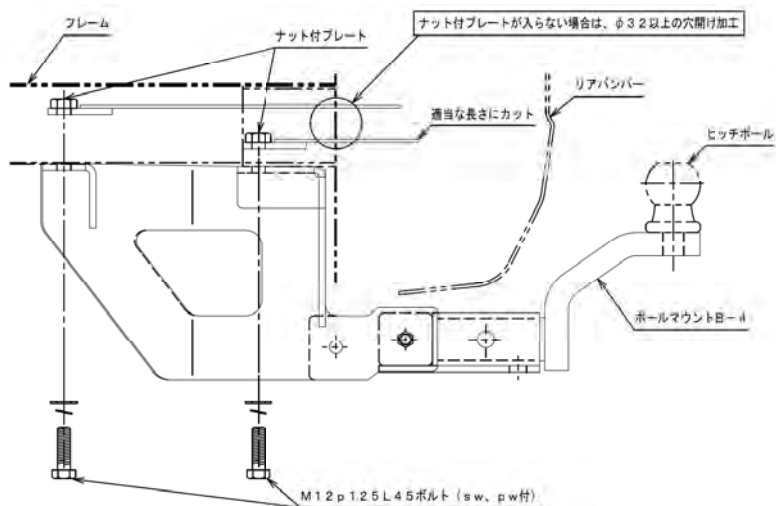 フレーム
ナット付プレート
ナット付プレートが入らない場合は、φ32以上の穴開け加工
リアバンパー
適当な長さにカット
ヒッチボール
ボールマウントB-4
M12p1.25L45ボルト(sw、pw付)